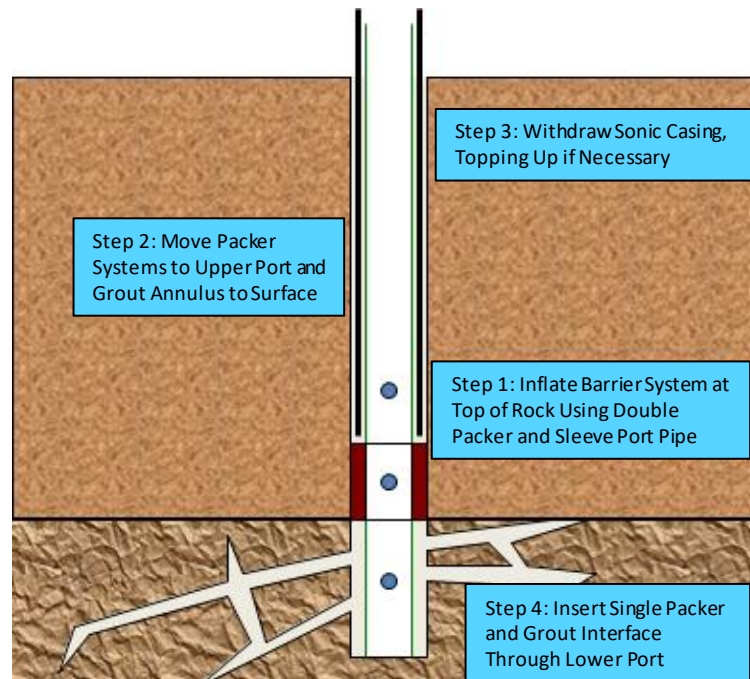 Step 3: Withdraw Sonic Casing,
Topping Up if Necessary
Step 2: Move Packer
Systems to Upper Port and
Grout Annulus to Surface
Step 1: Inflate Barrier System at
Top of Rock Using Double
Packer and Sleeve Port Pipe
Step 4: Insert Single Packer
and Grout Interface
Through Lower Port